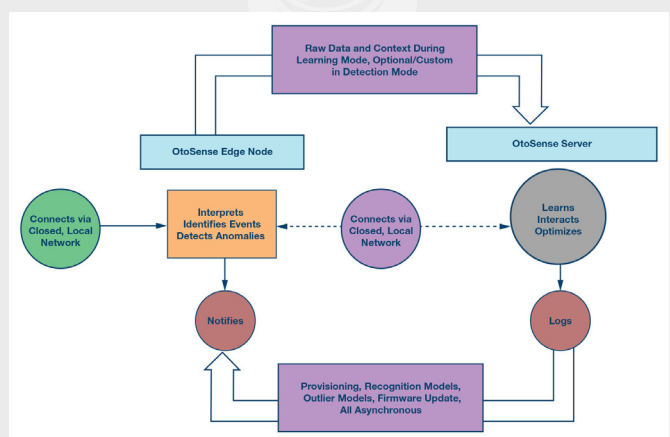 Raw Data and Context During
Learning Mode, Optional/Custom
in Detection Mode
OtoSense Edge Node
OtoSense Server
Connects via
Closed, Local
Network
Interprets
Identifies Events
Detects Anomalies
Connects via
Closed, Local
Network
Learns
Interacts
Optimizes
Notifies
Logs
Provisioning, Recognition Models,
Outlier Models, Firmware Update,
All Asynchronous